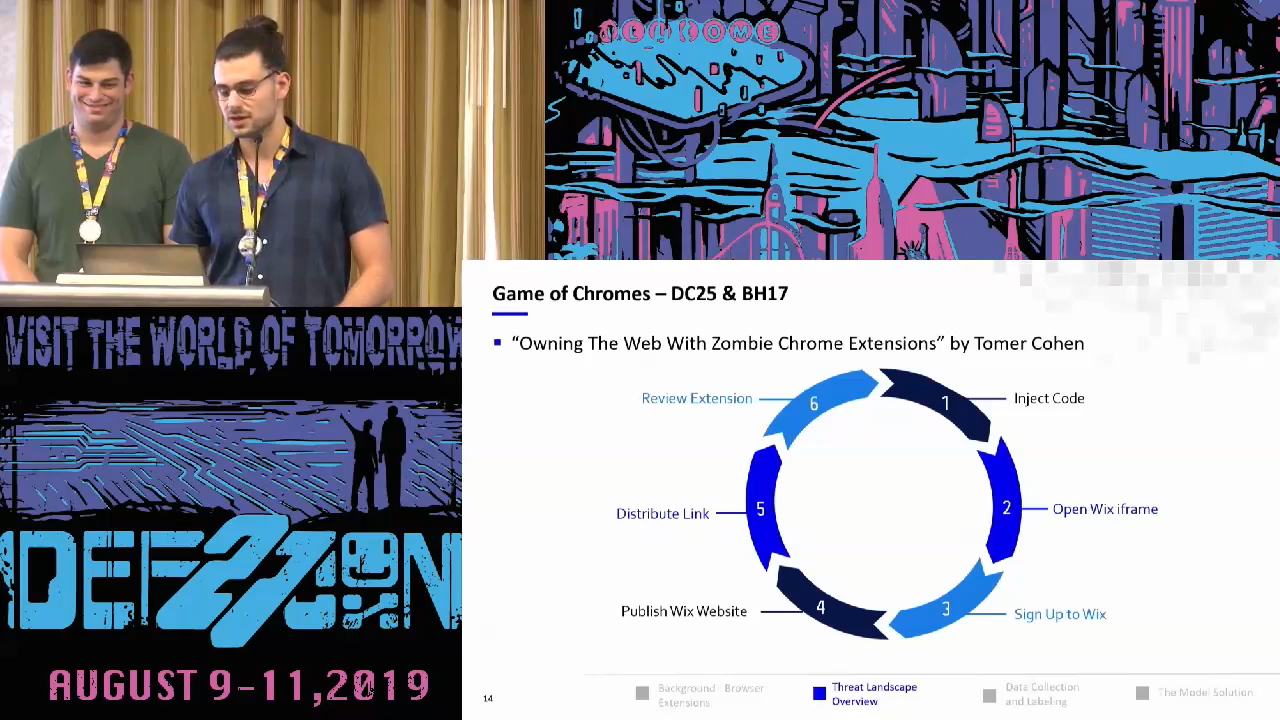 WELCOME
VISIT THE WORLD OF TOMORROW
DEF 27 CON
AUGUST 9-11,2019
Game of Chromes – DC25 & BH17
▪ “Owning The Web With Zombie Chrome Extensions” by Tomer Cohen
Review Extension
6
1
Inject Code
Distribute Link
5
2
Open Wix iframe
Publish Wix Website
4
3
Sign Up to Wix
14
Background - Browser
Extensions
Threat Landscape
Overview
Data Collection
and Labeling
The Model Solution